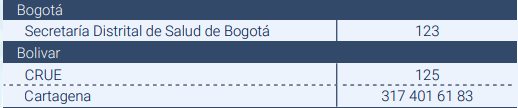 Bogotá
Secretaría Distrital de Salud de Bogotá 123
Bolivar
CRUE 125
Cartagena 317 401 61 83